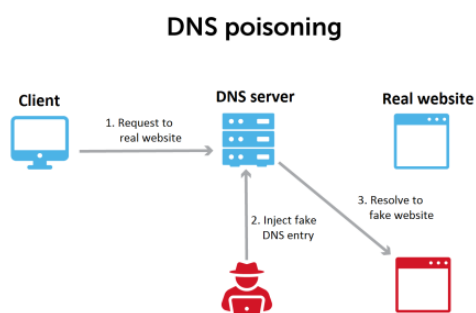 DNS poisoning
Client
DNS server
Real website
1. Request to
real website
2. Inject fake
DNS entry
3. Resolve to
fake website